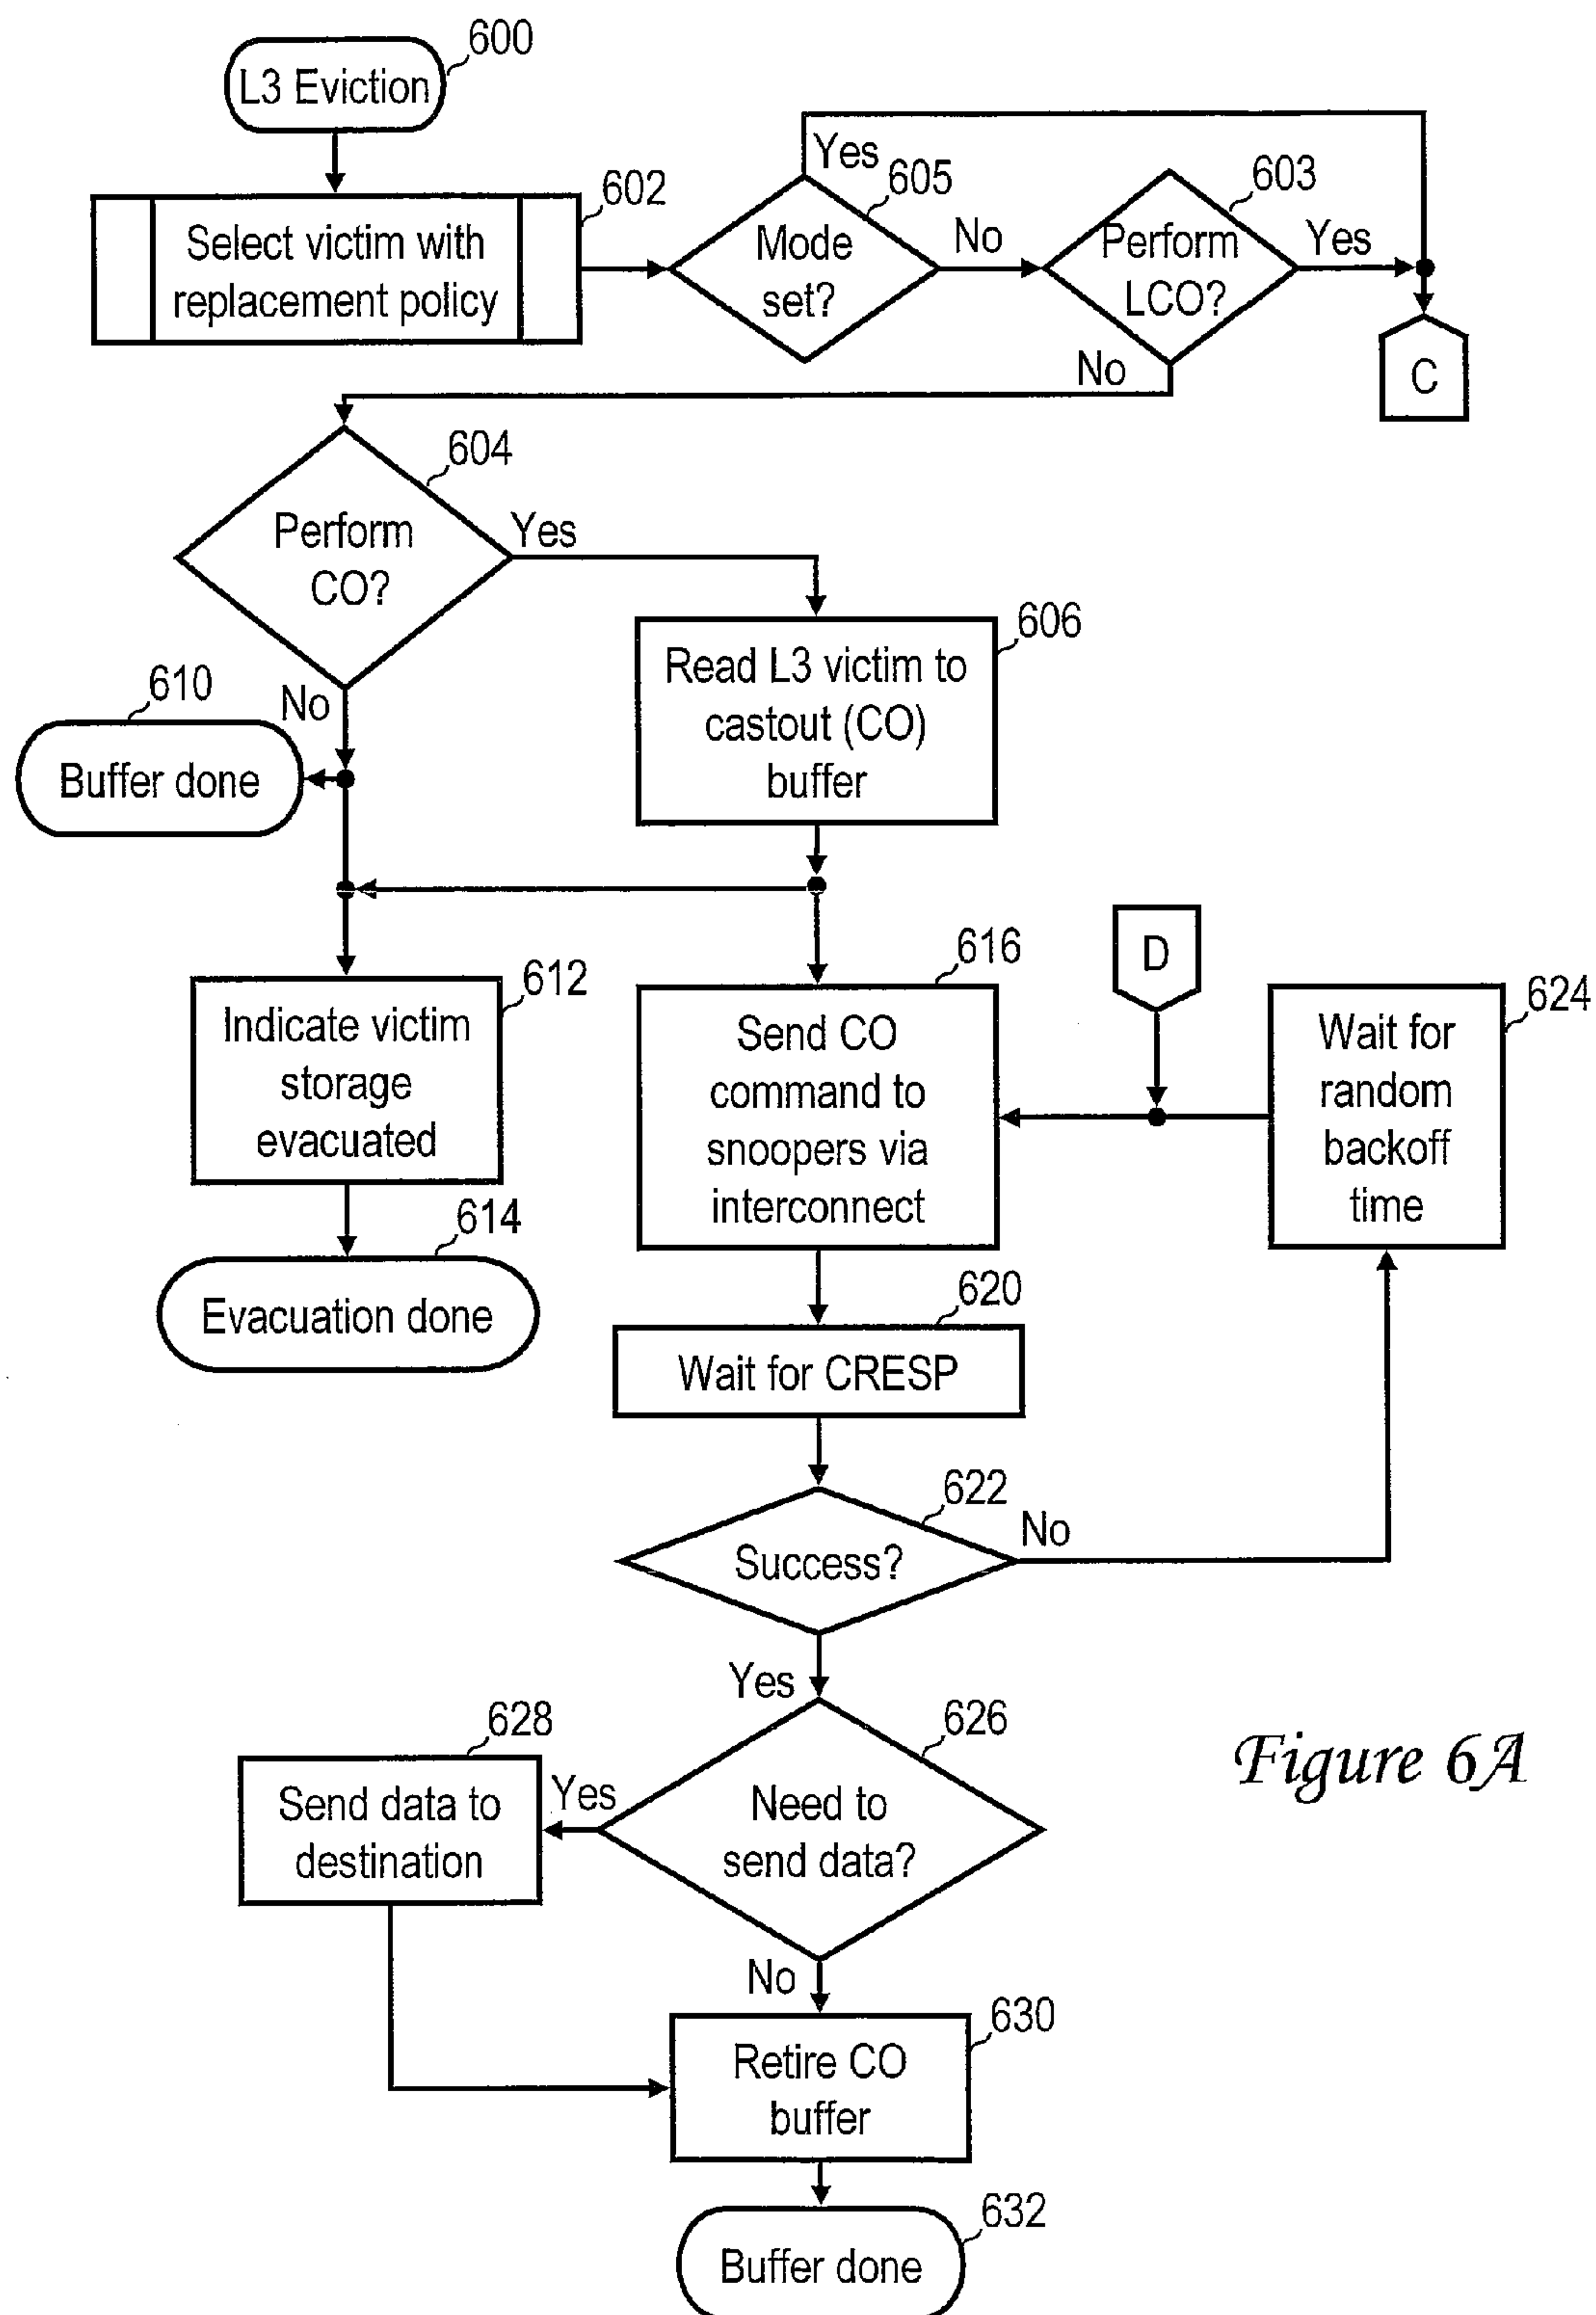 600
L3 Eviction
602
Select victim with
replacement policy
Yes
605
Mode
set?
No
603
Perform
LCO?
Yes
C
No
604
Perform
CO?
Yes
No
606
Read L3 victim to
castout (CO)
buffer
610
Buffer done
612
Indicate victim
storage
evacuated
614
Evacuation done
616
Send CO
command to
snoopers via
interconnect
D
624
Wait for
random
backoff
time
620
Wait for CRESP
622
Success?
No
Yes
626
Need to
send data?
Yes
628
Send data to
destination
No
630
Retire CO
buffer
632
Buffer done
Figure 6A